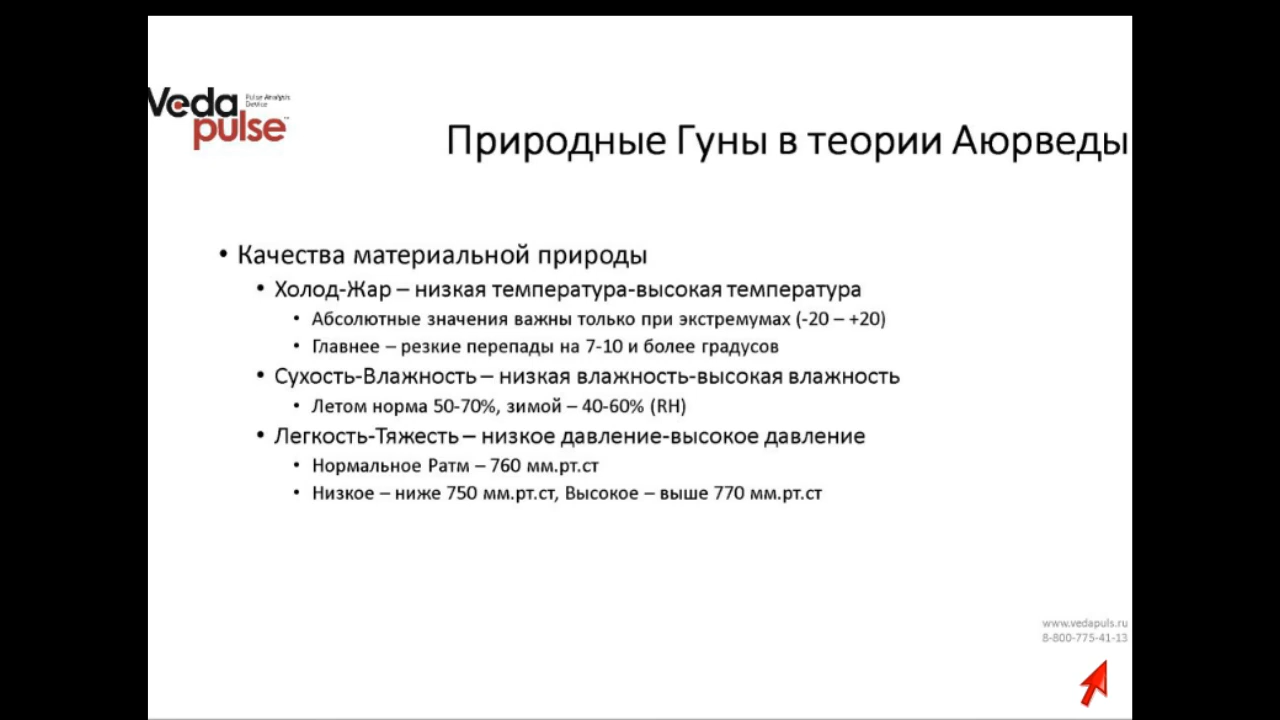 Veda
Pulse Analysis
Device
pulse™
Природные Гуны в теории Аюрведы
• Качества материальной природы
• Холод-Жар – низкая температура-высокая температура
• Абсолютные значения важны только при экстремумах (-20 – +20)
• Главнее – резкие перепады на 7-10 и более градусов
• Сухость-Влажность – низкая влажность-высокая влажность
• Летом норма 50-70%, зимой – 40-60% (RH)
• Легкость-Тяжесть – низкое давление-высокое давление
• Нормальное Ратм – 760 мм.рт.ст
• Низкое – ниже 750 мм.рт.ст, Высокое – выше 770 мм.рт.ст
www.vedapuls.ru
8-800-775-41-13